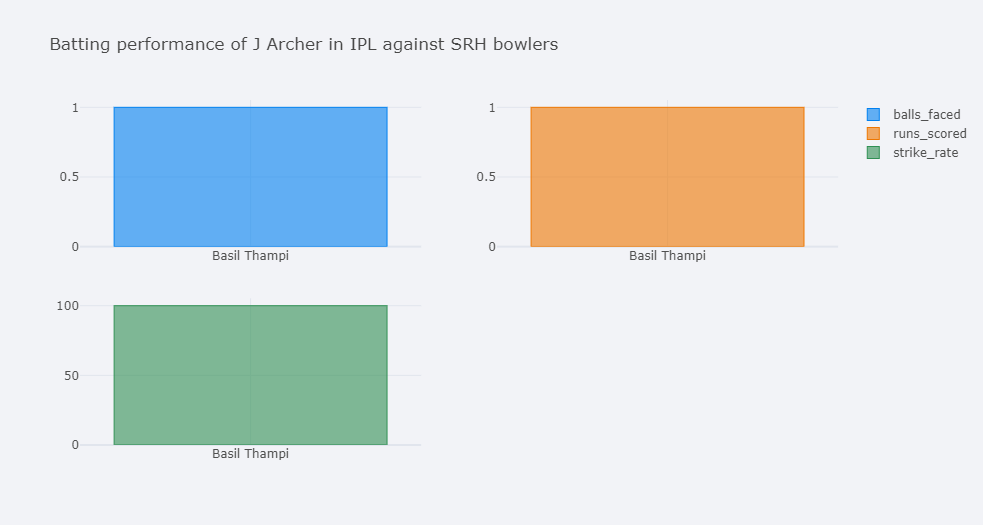 Batting performance of J Archer in IPL against SRH bowlers
1
0.5
0
Basil Thampi
1
0.5
0
Basil Thampi
balls_faced
runs_scored
strike_rate
100
50
0
Basil Thampi